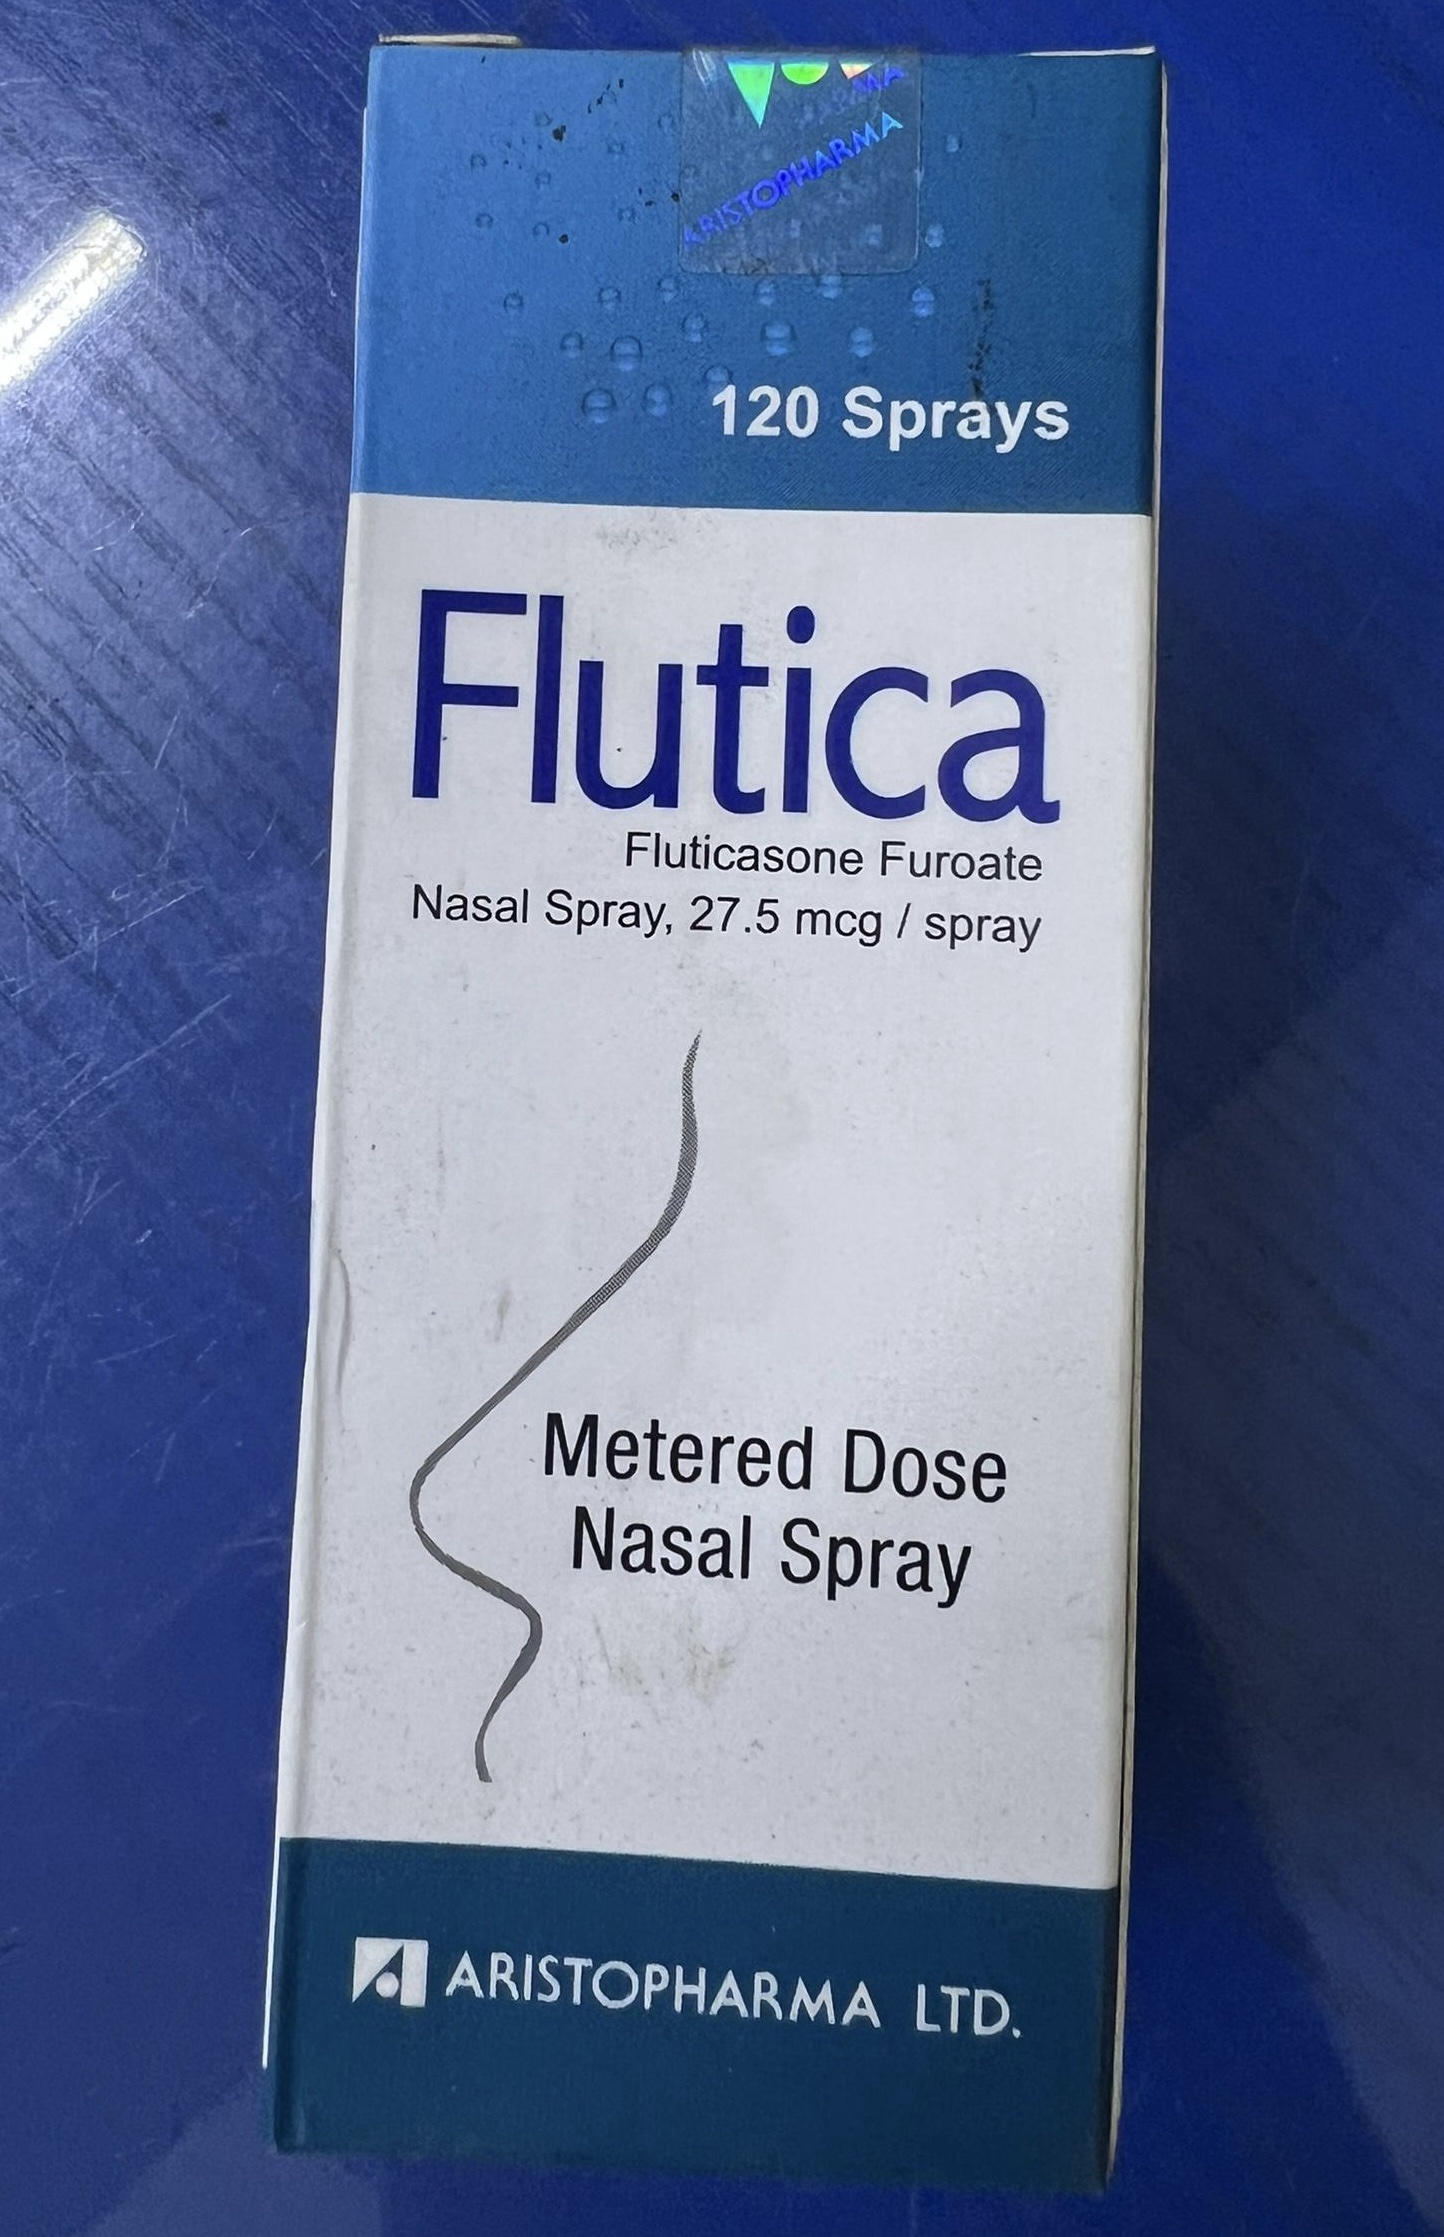 ARISTOPHARMA
120 Sprays
Flutica
Fluticasone Furoate
Nasal Spray, 27.5 mcg / spray
Metered Dose
Nasal Spray
ARISTOPHARMA LTD.